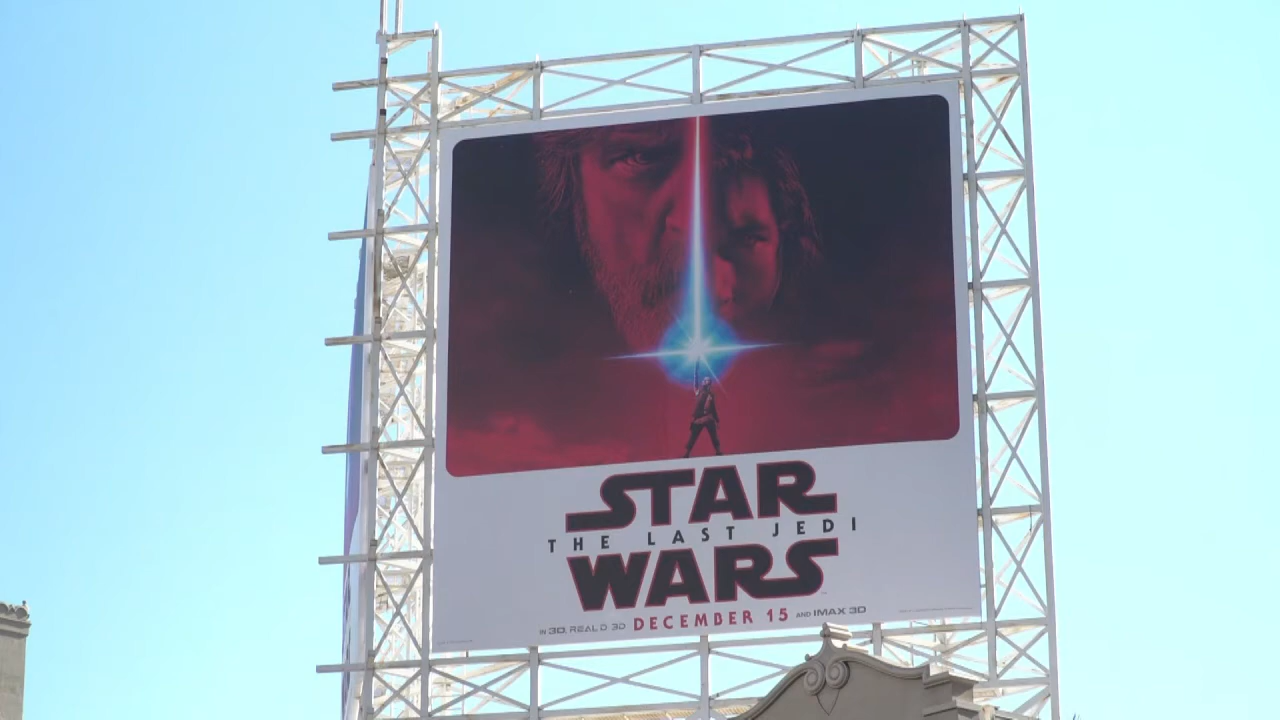 STAR
THE LAST JEDI
WARS
IN 3D, REAL D 3D DECEMBER 15 AND IMAX 3D